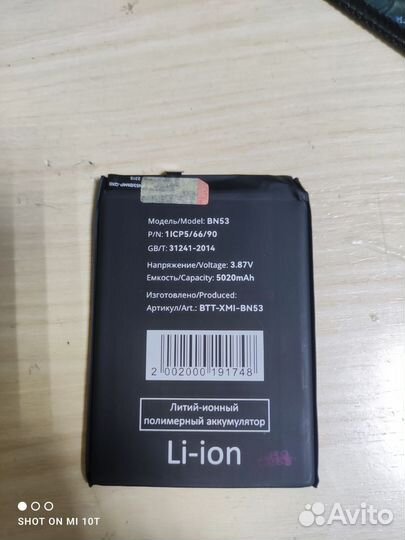 Модель/Model: BN53
P/N: 1ICP5/66/90
GB/T: 31241-2014
Напряжение/Voltage: 3.87V
Емкость/Capacity: 5020mAh
Изготовлено/Produced:
Артикул/Art.: BTT-XMI-BN53
2 002000 191748
Литий-ионный
полимерный аккумулятор
Li-ion
SHOT ON MI 10T
Avito